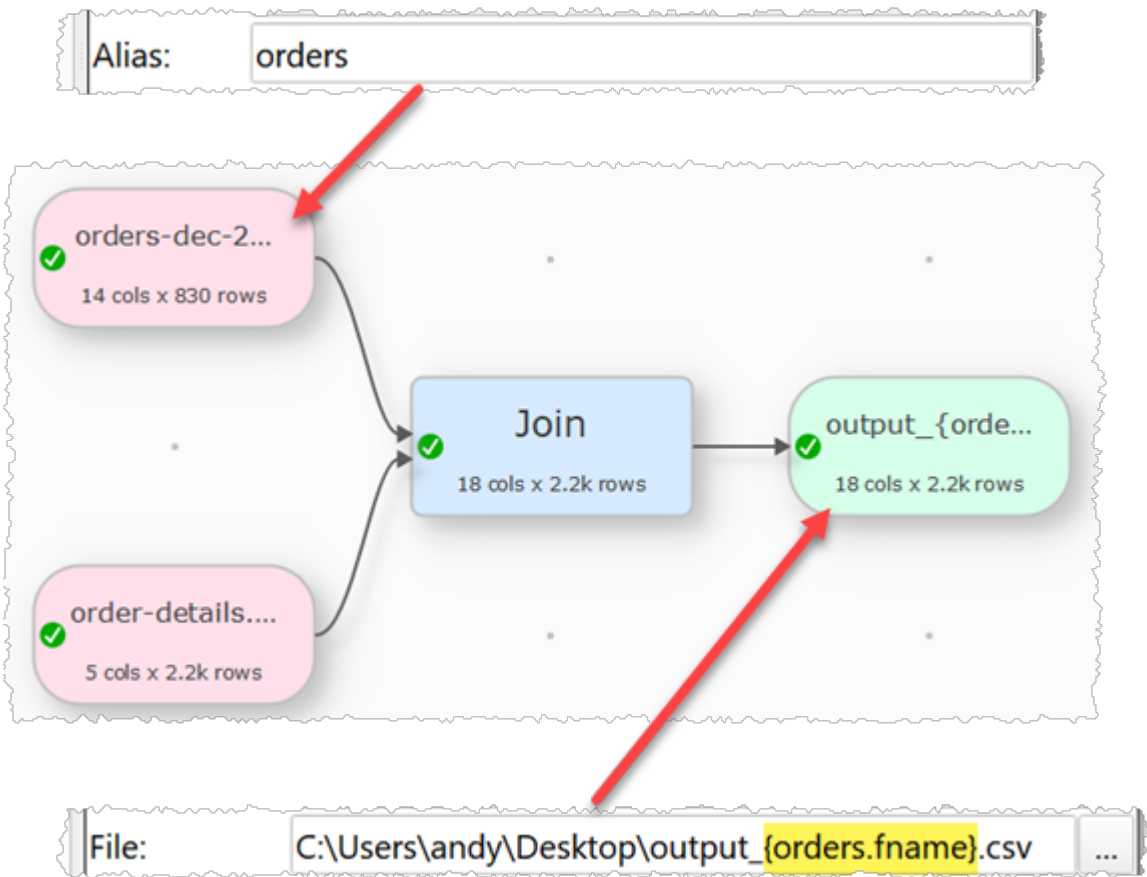 Alias: orders
orders-dec-2...
14 cols x 830 rows
Join
18 cols x 2.2k rows
output_{orde...
18 cols x 2.2k rows
order-details....
5 cols x 2.2k rows
File: C:\Users\andy\Desktop\output_{orders.fname}.csv ...